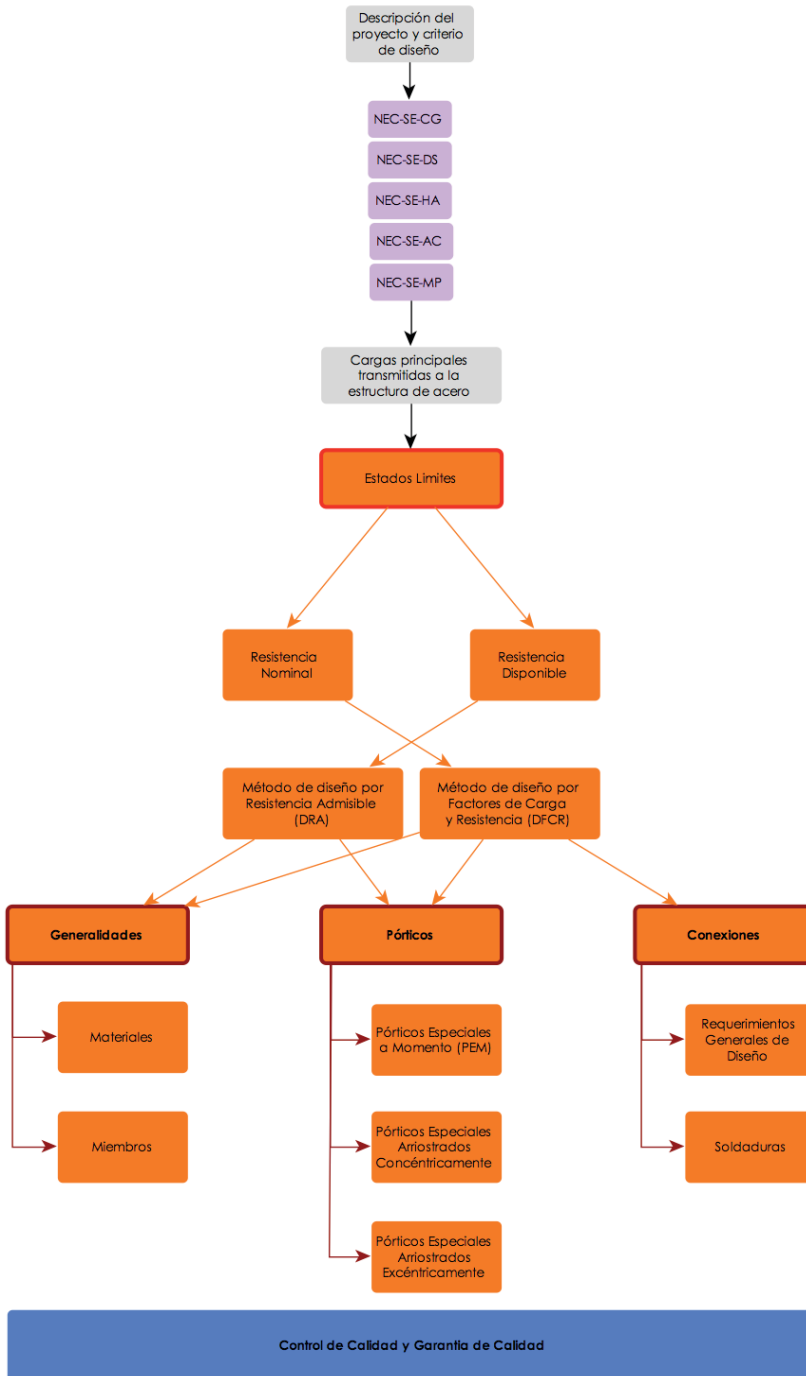 Descripción del
proyecto y criterio
de diseño
NEC-SE-CG
NEC-SE-DS
NEC-SE-HA
NEC-SE-AC
NEC-SE-MP
Cargas principales
transmitidas a la
estructura de acero
Estados Limites
Resistencia
Nominal
Resistencia
Disponible
Método de diseño por
Resistencia Admisible
(DRA)
Método de diseño por
Factores de Carga
y Resistencia (DFCR)
Generalidades
Pórticos
Conexiones
Materiales
Miembros
Pórticos Especiales
a Momento (PEM)
Pórticos Especiales
Arriostrados
Concéntricamente
Pórticos Especiales
Arriostrados
Excéntricamente
Requerimientos
Generales de
Diseño
Soldaduras
Control de Calidad y Garantia de Calidad